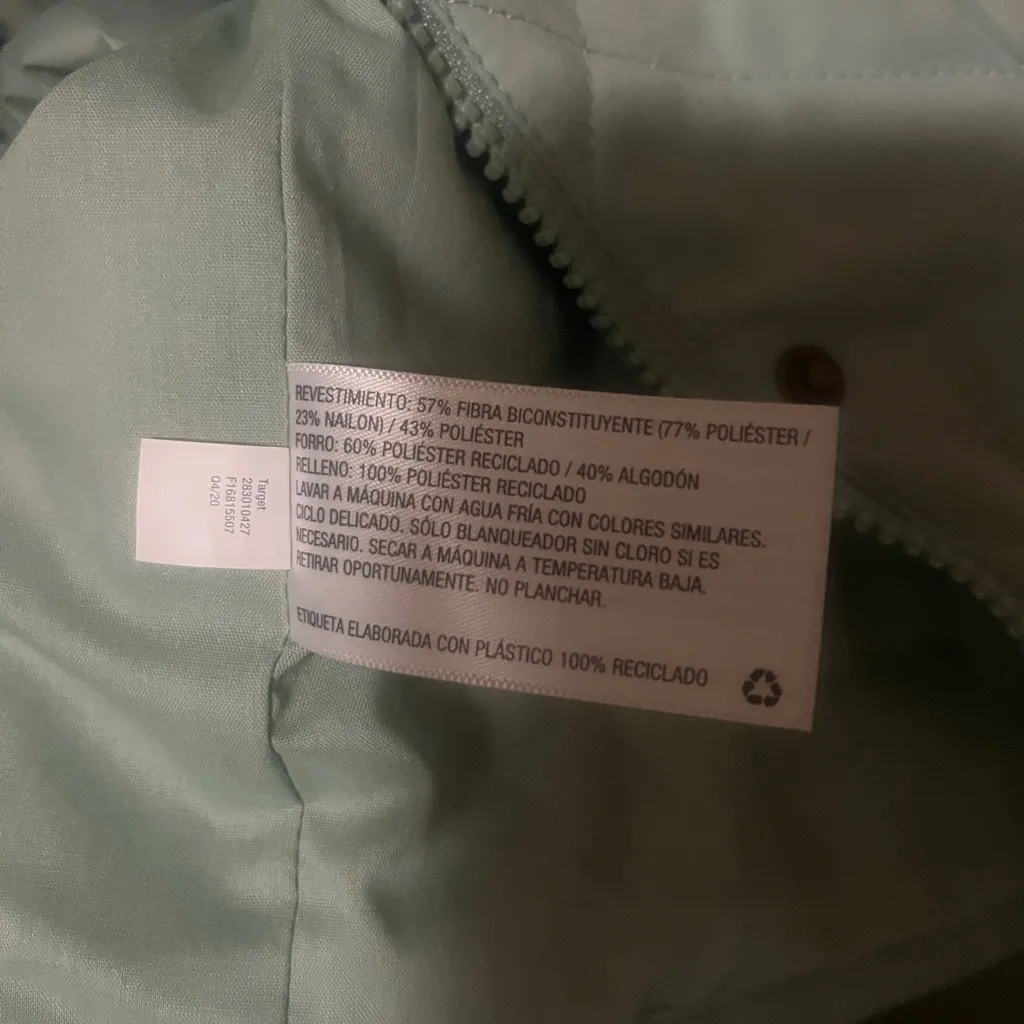 REVESTIMIENTO: 57% FIBRA BICONSTITUYENTE (77% POLIÉSTER /
23% NAILON) / 43% POLIÉSTER
FORRO: 60% POLIÉSTER RECICLADO / 40% ALGODÓN
RELLENO: 100% POLIÉSTER RECICLADO
LAVAR A MÁQUINA CON AGUA FRÍA CON COLORES SIMILARES.
CICLO DELICADO. SÓLO BLANQUEADOR SIN CLORO SI ES
NECESARIO. SECAR A MÁQUINA A TEMPERATURA BAJA.
RETIRAR OPORTUNAMENTE. NO PLANCHAR.
ETIQUETA ELABORADA CON PLÁSTICO 100% RECICLADO
Target
283010427
F16815507
04/20